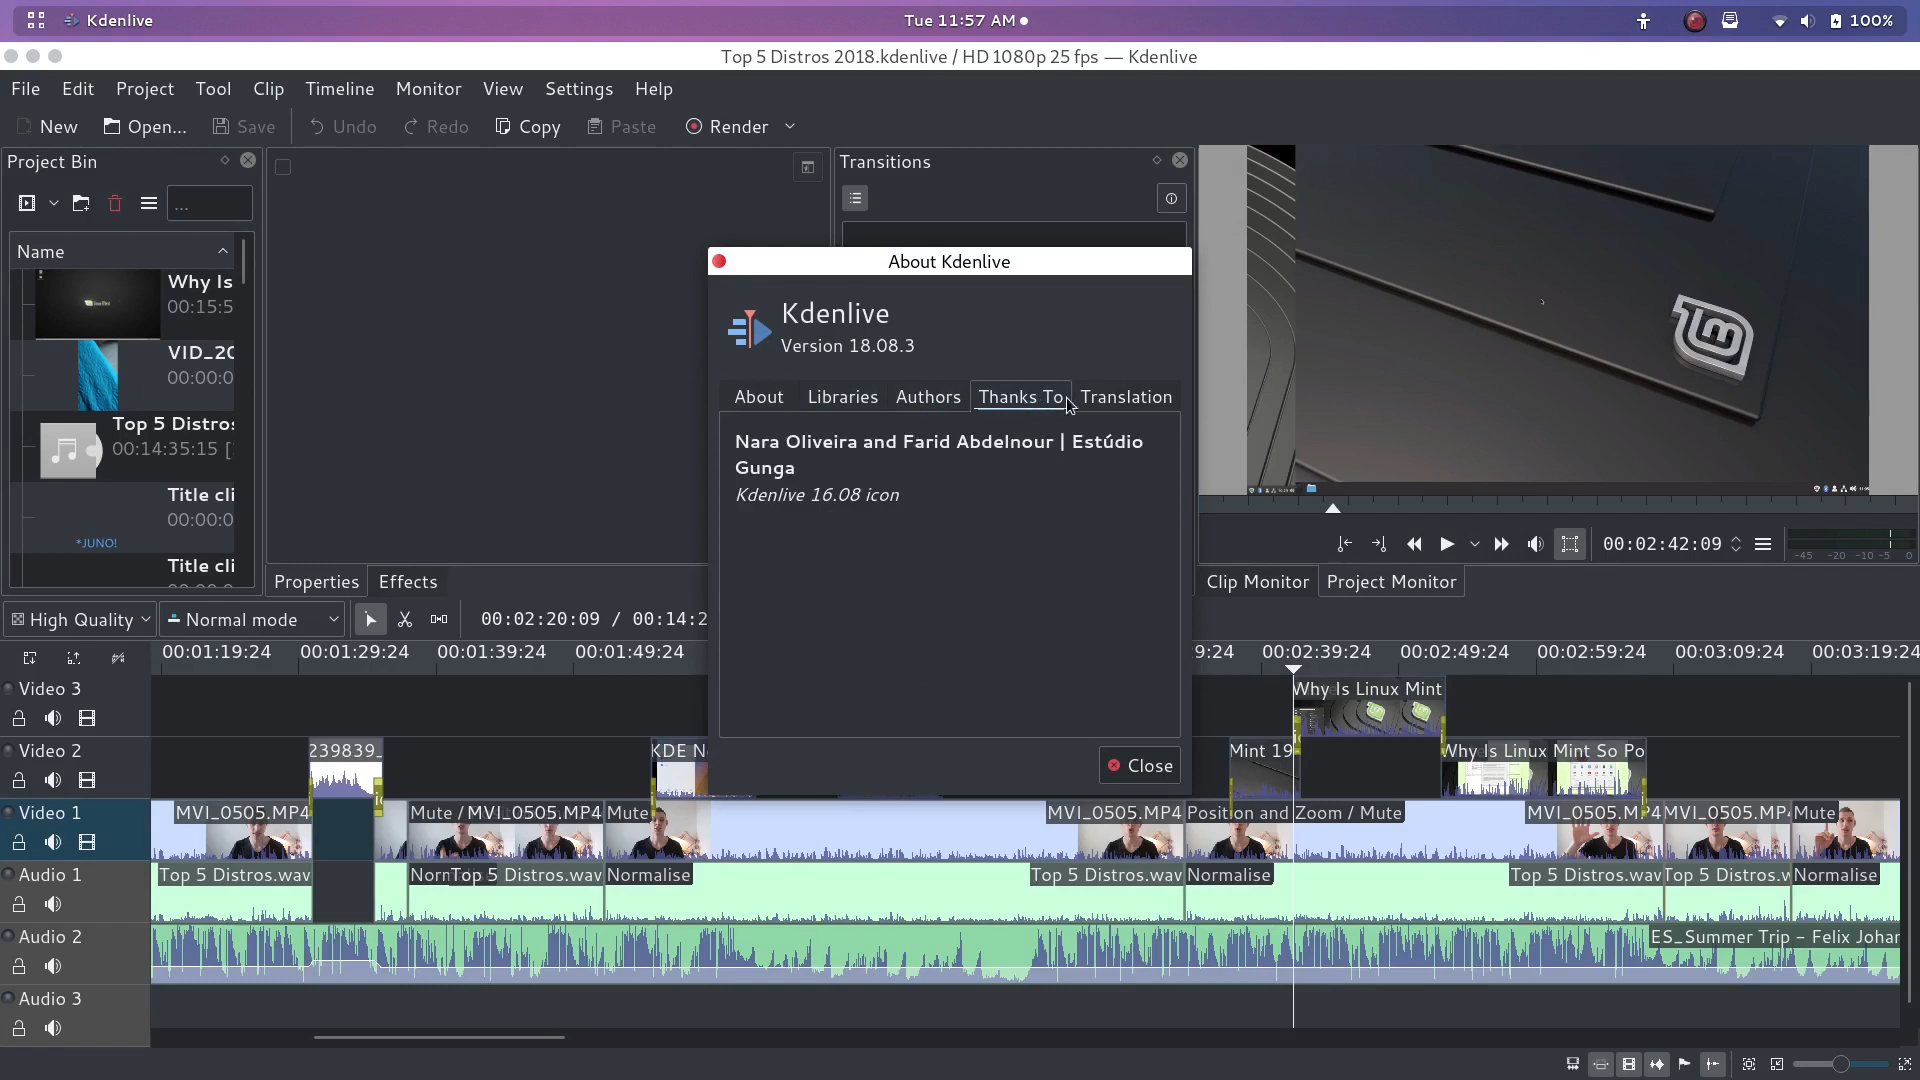 Kdenlive
Tue 11:57 AM
100%
Top 5 Distros 2018.kdenlive / HD 1080p 25 fps — Kdenlive
File Edit Project Tool Clip Timeline Monitor View Settings Help
New Open... Save Undo Redo Copy Paste Render
Project Bin
Transitions
...
Name
Why Is
00:15:5
VID_20
00:00:0
Top 5 Distros
00:14:35:15 [
Title cli
00:00:0
*JUNO!
Title cli
About Kdenlive
Kdenlive
Version 18.08.3
About Libraries Authors Thanks To Translation
Nara Oliveira and Farid Abdelnour | Estúdio
Gunga
Kdenlive 16.08 icon
Close
00:02:42:09
-45 -20 -10 -5 0
Properties Effects
Clip Monitor Project Monitor
High Quality Normal mode 00:02:20:09 / 00:14:2
00:01:19:24 00:01:29:24 00:01:39:24 00:01:49:24 9:24 00:02:39:24 00:02:49:24 00:02:59:24 00:03:09:24 00:03:19:24
Video 3
Why Is Linux Mint
Video 2
239839_ KDE N Mint 19 Why Is Linux Mint So Po
Video 1
MVI_0505.MP4 Mute / MVI_0505.MP4 Mute MVI_0505.MP4 Position and Zoom / Mute MVI_0505.MP4 MVI_0505.MP4 Mute
Audio 1
Top 5 Distros.wav Norm Top 5 Distros.wav Normalise Top 5 Distros.wav Normalise Top 5 Distros.wav Top 5 Distros.w Normalise
Audio 2
ES_Summer Trip - Felix Johan
Audio 3